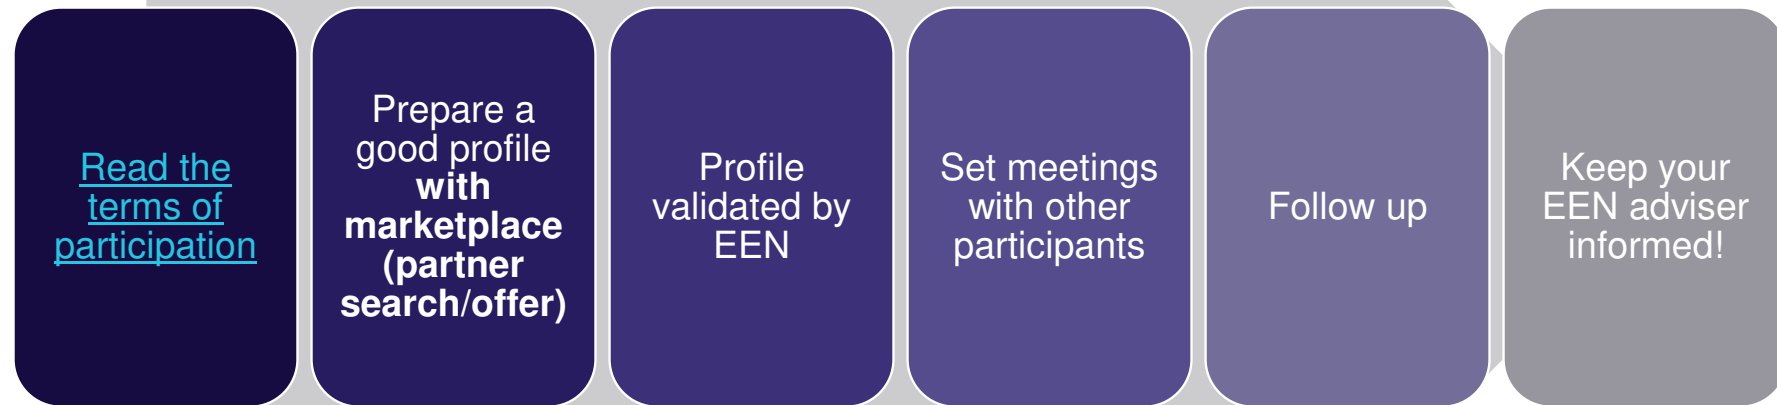 Read the
terms of
participation
Prepare a
good profile
with
marketplace
(partner
search/offer)
Profile
validated by
EEN
Set meetings
with other
participants
Follow up
Keep your
EEN adviser
informed!